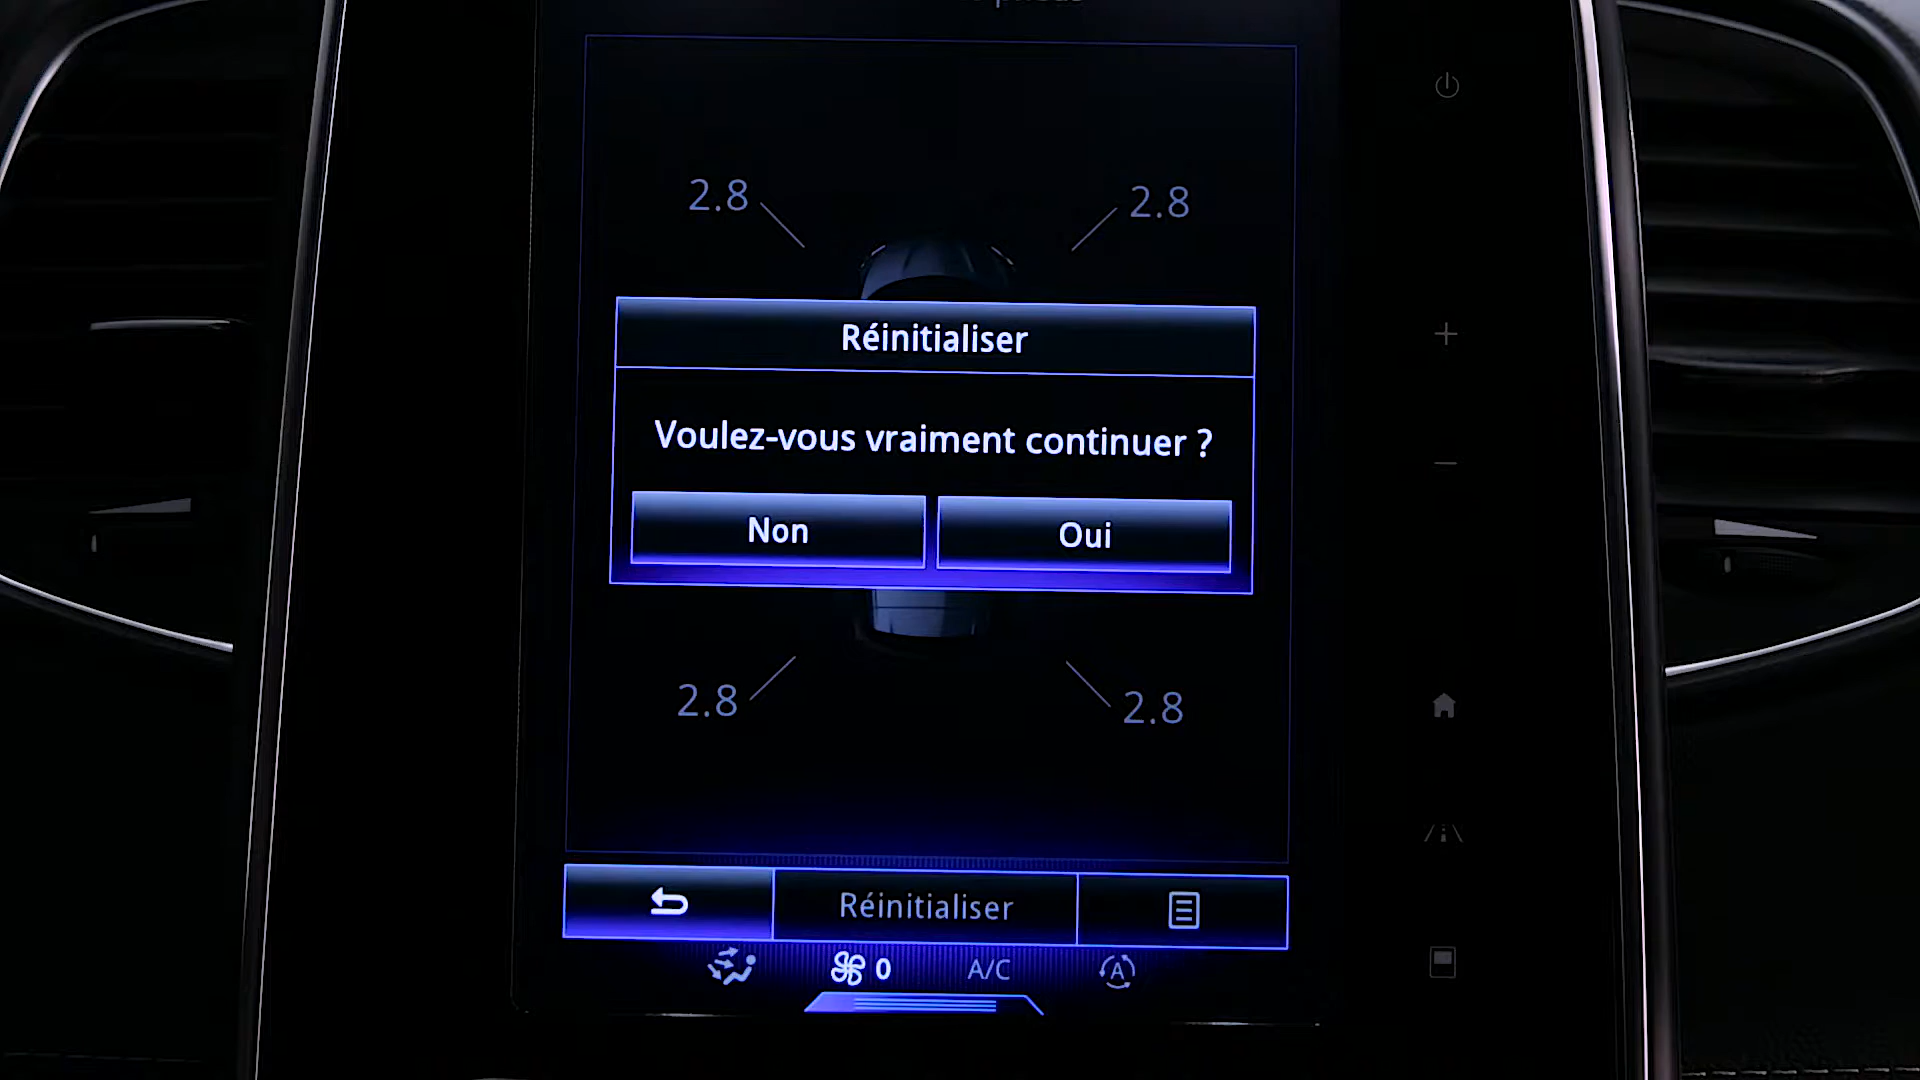 2.8 2.8
Réinitialiser
Voulez-vous vraiment continuer ?
Non Oui
2.8 2.8
Réinitialiser
0 A/C A